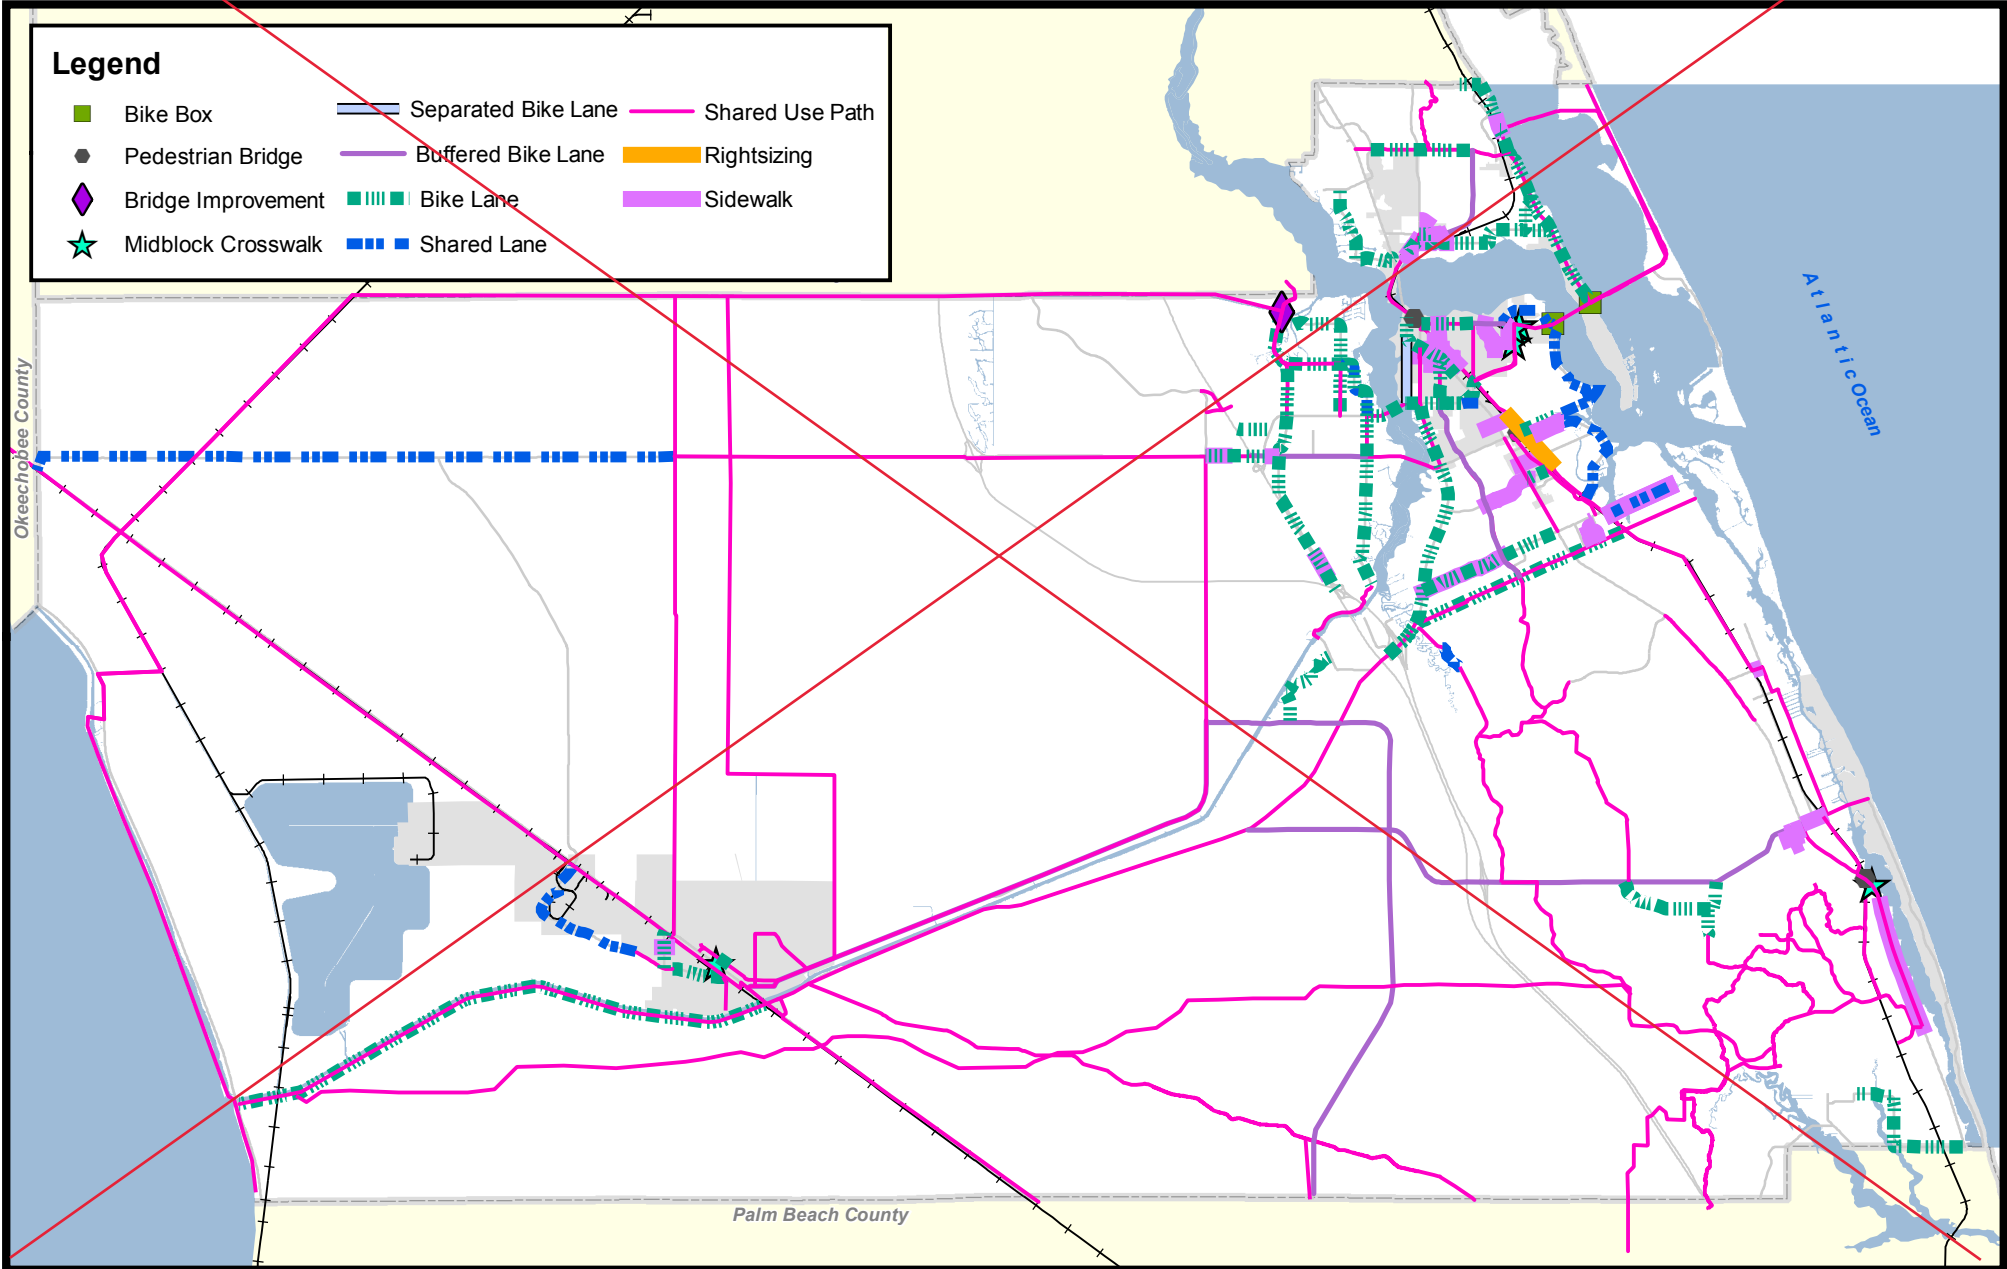 Legend
Bike Box
Pedestrian Bridge
Bridge Improvement
Midblock Crosswalk
Separated Bike Lane
Buffered Bike Lane
Bike Lane
Shared Lane
Shared Use Path
Rightsizing
Sidewalk
Okeechobee County
Atlantic Ocean
Palm Beach County